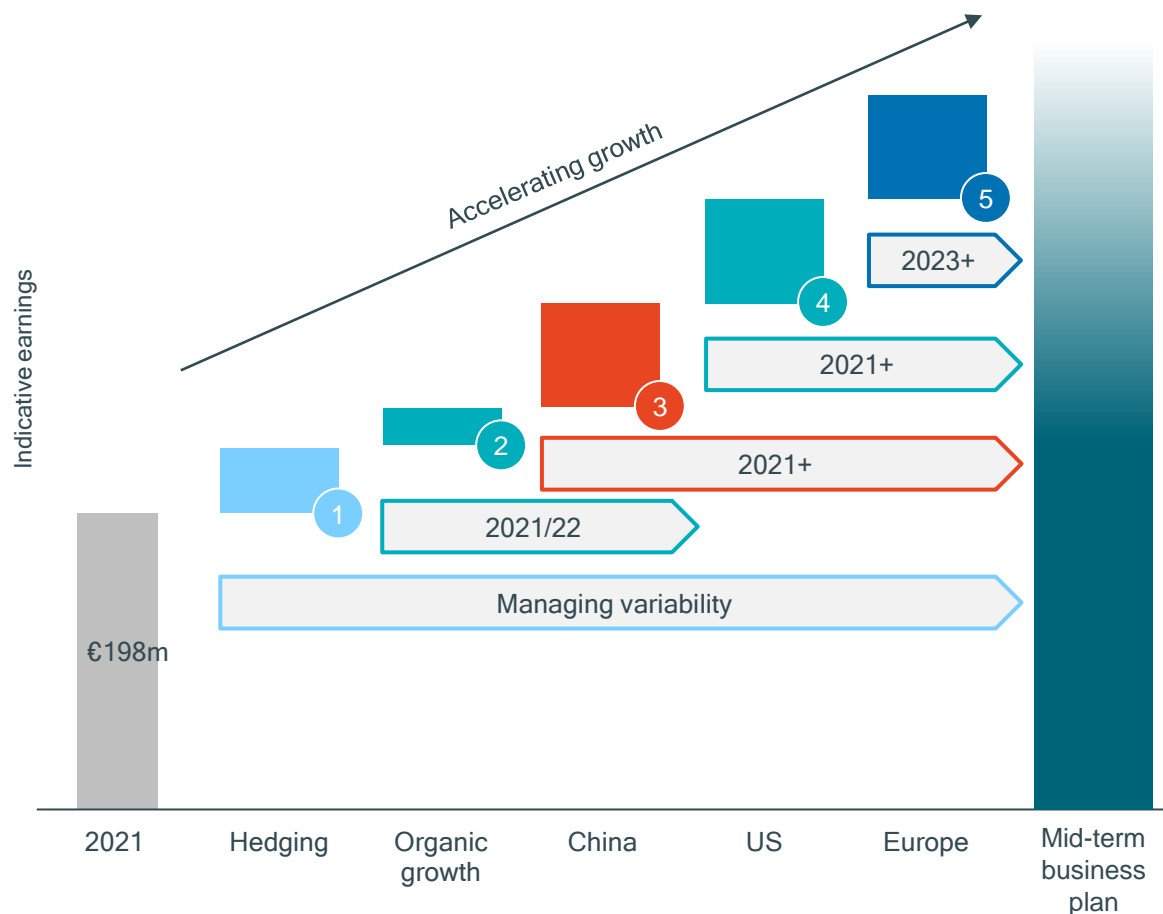 Accelerating growth
Indicative earnings
5
2023+
4
2021+
3
2021+
2
2021/22
1
Managing variability
€198m
2021
Hedging
Organic
growth
China
US
Europe
Mid-term
business
plan